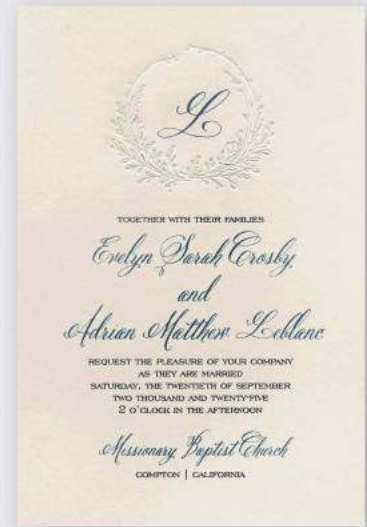 L
TOGETHER WITH THEIR FAMILIES
Evelyn Sarah Crosby
and
Adrian Matthew Leblanc
REQUEST THE PLEASURE OF YOUR COMPANY
AS THEY ARE MARRIED
SATURDAY, THE TWENTIETH OF SEPTEMBER
TWO THOUSAND AND TWENTY-FIVE
2 O'CLOCK IN THE AFTERNOON
Missionary Baptist Church
COMPTON | CALIFORNIA